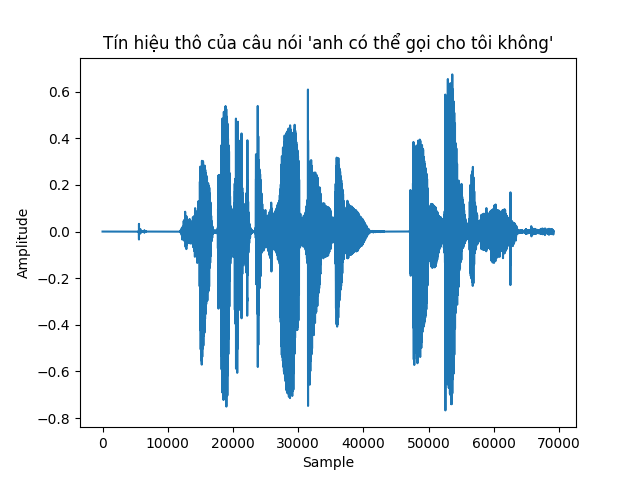 Tín hiệu thô của câu nói 'anh có thể gọi cho tôi không'
0.6
0.4
0.2
0.0
−0.2
−0.4
−0.6
−0.8
Amplitude
0 10000 20000 30000 40000 50000 60000 70000
Sample